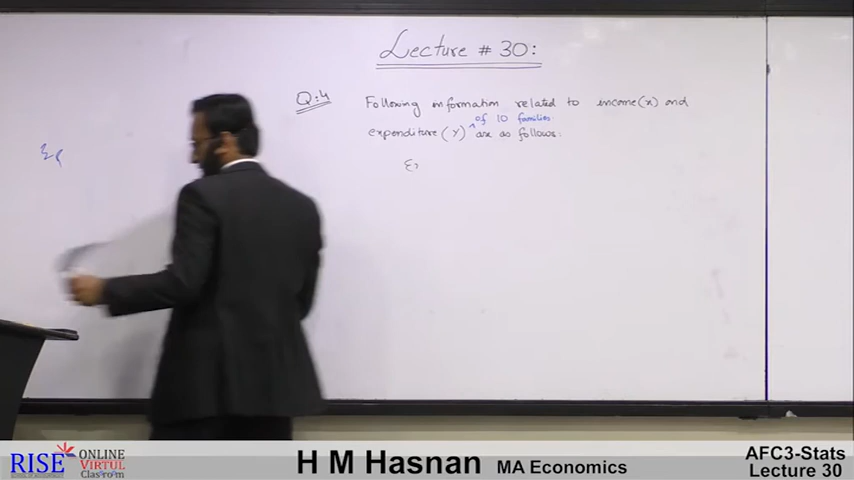 Lecture # 30:
Q:4 Following information related to income (x) and
of 10 families
expenditure (Y) ^ are as follows:
RISE ONLINE
VIRTUL
Classroom
H M Hasnan MA Economics
AFC3-Stats
Lecture 30